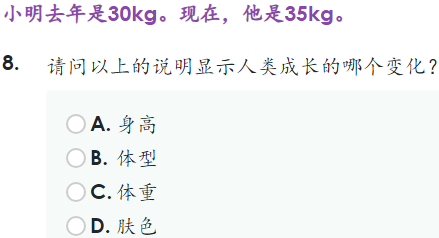 小明去年是30kg。现在，他是35kg。
8. 请问以上的说明显示人类成长的哪个变化？
A. 身高
B. 体型
C. 体重
D. 肤色